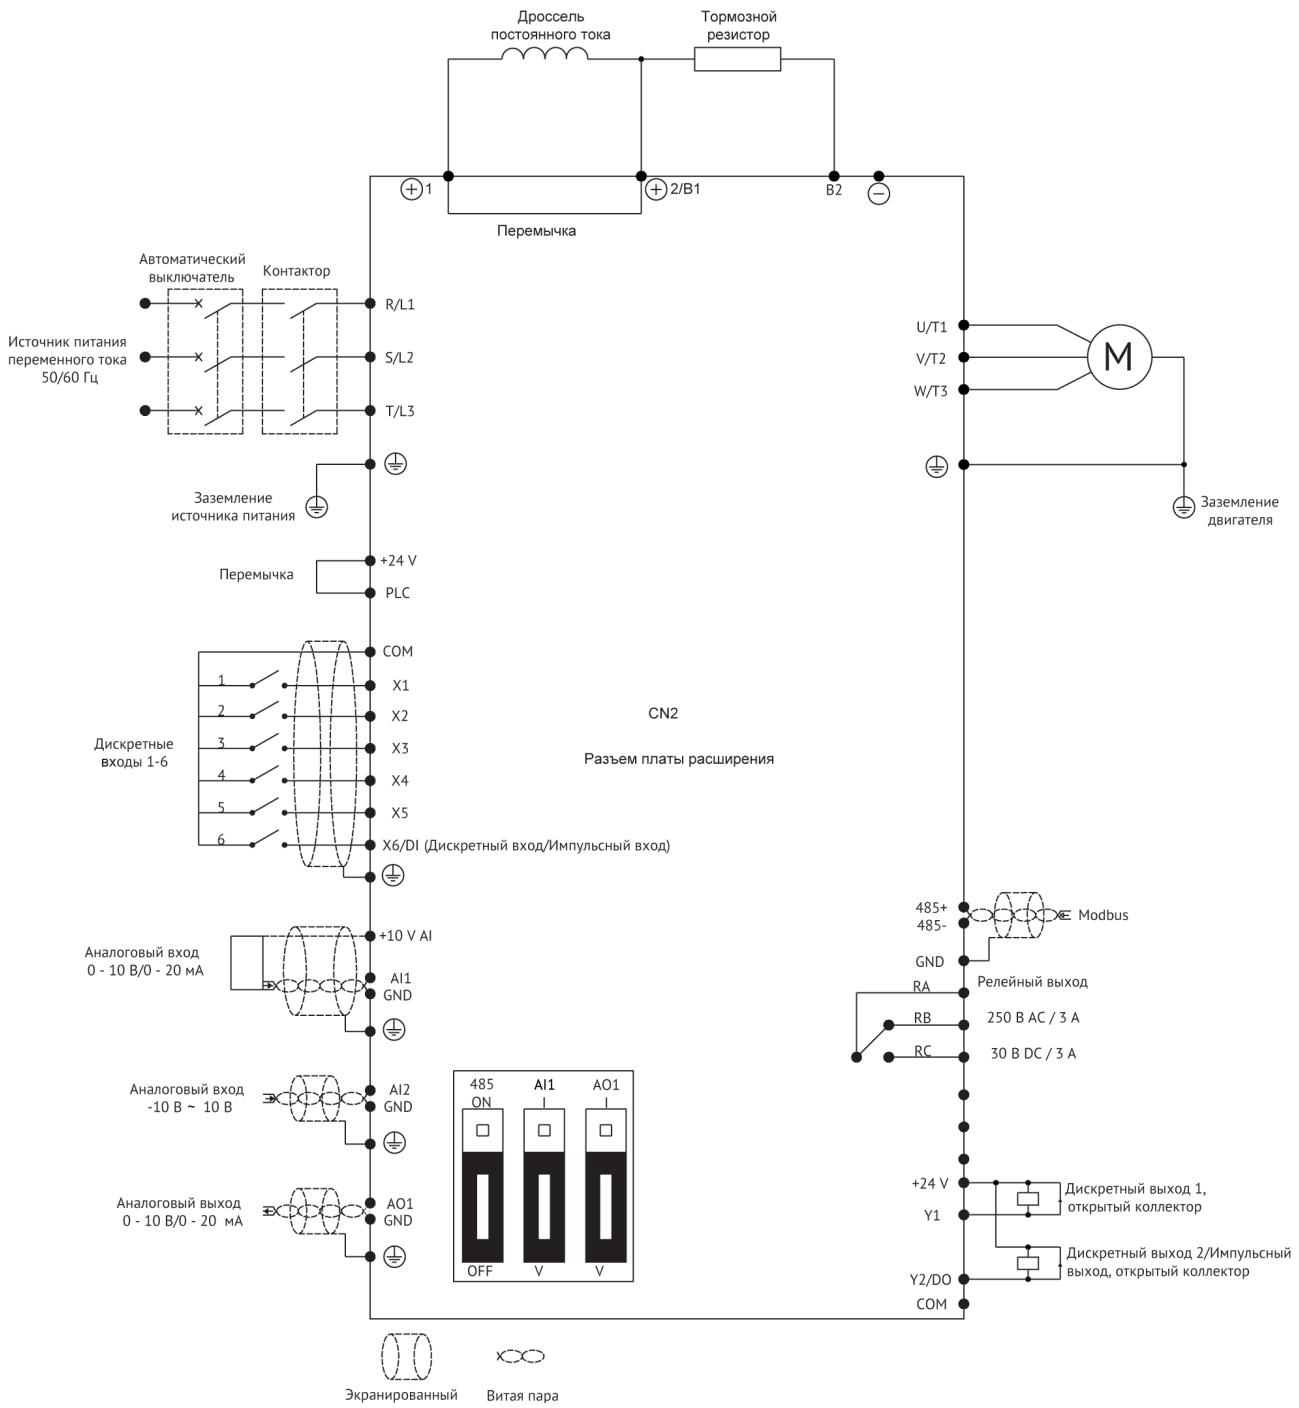 Дроссель
постоянного тока
Тормозной
резистор
1
2/B1
B2
Перемычка
Автоматический
выключатель
Контактор
R/L1
S/L2
T/L3
Источник питания
переменного тока
50/60 Гц
U/T1
V/T2
W/T3
M
Заземление
источника питания
Заземление
двигателя
+24 V
Перемычка
PLC
COM
1
X1
2
X2
3
X3
4
X4
5
X5
6
X6/DI (Дискретный вход/Импульсный вход)
Дискретные
входы 1-6
CN2
Разъем платы расширения
+10 V AI
Аналоговый вход
0 - 10 В/0 - 20 мА
AI1
GND
Аналоговый вход
-10 В ~ 10 В
AI2
GND
Аналоговый выход
0 - 10 В/0 - 20 мА
AO1
GND
485
ON
AI1
I
AO1
I
OFF
V
V
485+
485-
Modbus
GND
Релейный выход
RA
RB
250 В AC / 3 А
RC
30 В DC / 3 А
+24 V
Y1
Дискретный выход 1,
открытый коллектор
Y2/DO
Дискретный выход 2/Импульсный
выход, открытый коллектор
COM
Экранированный
Витая пара